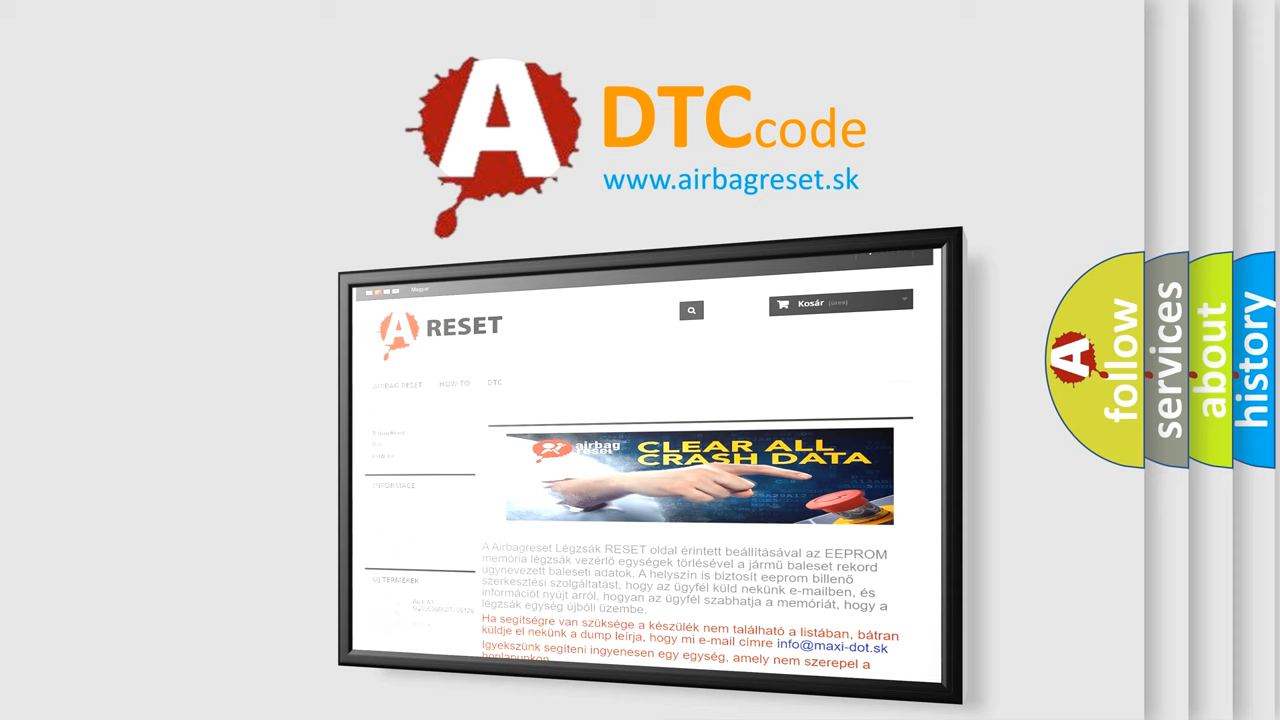 A DTCcode
www.airbagreset.sk
Magyar
A RESET
Kosár (üres)
AIRBAG RESET HOW TO DTC
INFORMACE
ÚJ TERMÉKEK
airbag
reset
CLEAR ALL
CRASH DATA
A Airbagreset Légzsák RESET oldal érintett beállításával az EEPROM
memória légzsák vezérlő egységek törlésével a jármű baleset rekord
úgynevezett baleseti adatok. A helyszín is biztosít eeprom billenő
szerkesztési szolgáltatást, hogy az ügyfél küld nekünk e-mailben, és
információt nyújt arról, hogyan az ügyfél szabhatja a memóriát, hogy a
légzsák egység újbóli üzembe.
Ha segítségre van szüksége a készülék nem található a listában, bátran
küldje el nekünk a dump leírja, hogy mi e-mail címre info@maxi-dot.sk
Igyekszünk segíteni ingyenesen egy egység, amely nem szerepel a
honlapunkon
A
follow
services
about
history